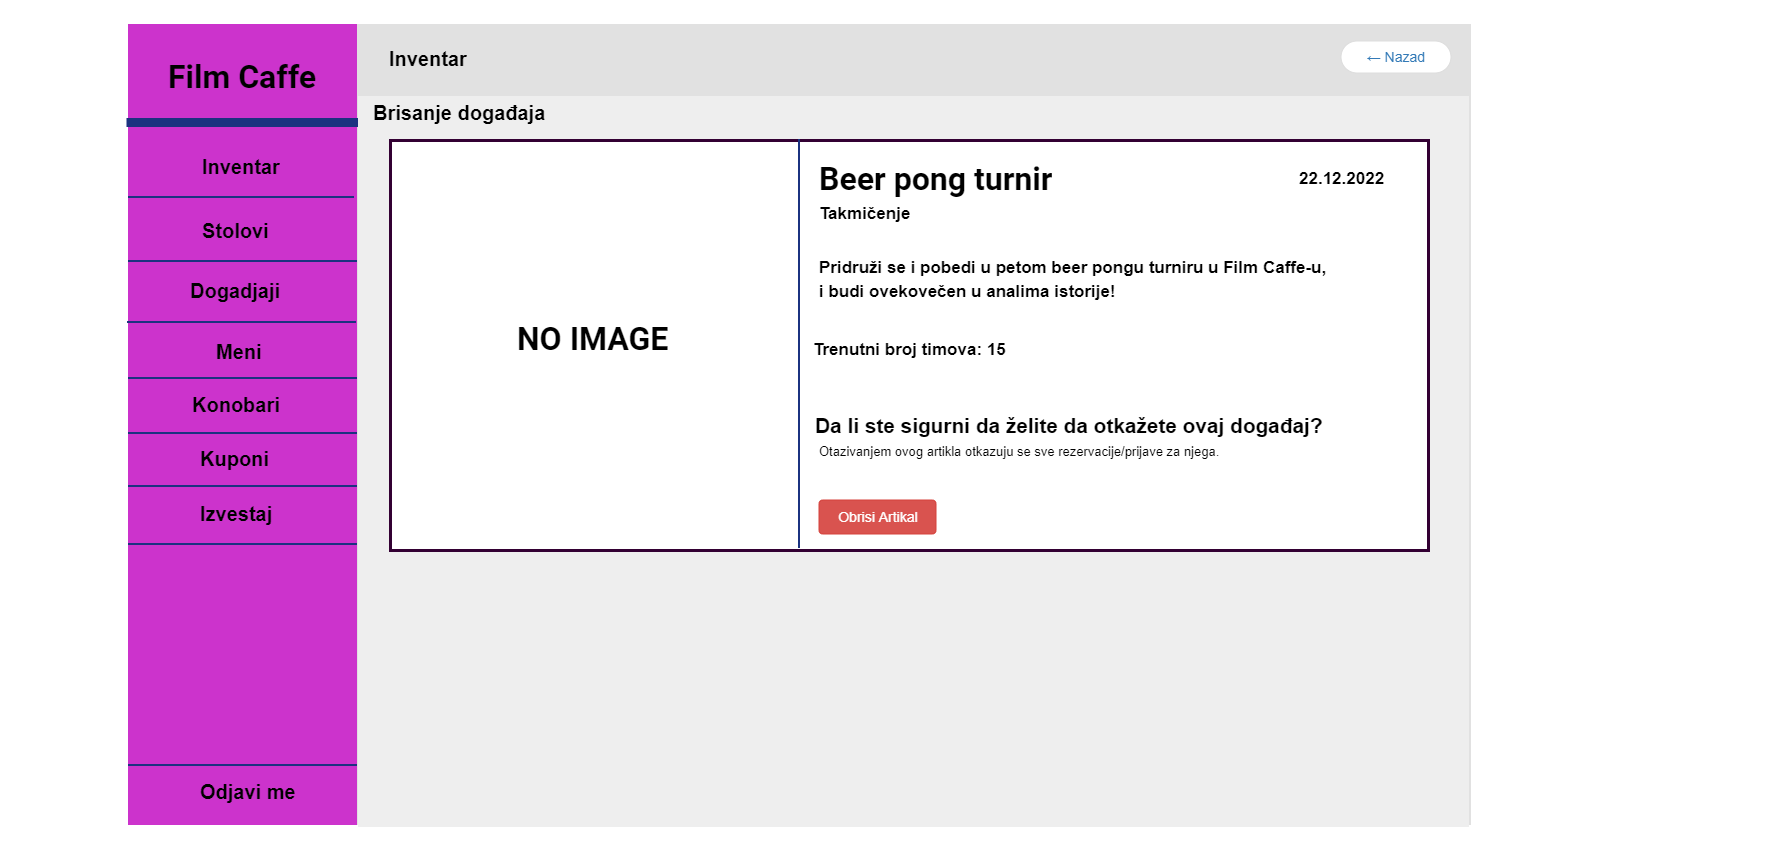 Film Caffe
Inventar
Stolovi
Dogadjaji
Meni
Konobari
Kuponi
Izvestaj
Odjavi me
Inventar
← Nazad
Brisanje događaja
NO IMAGE
Beer pong turnir
22.12.2022
Takmičenje
Pridruži se i pobedi u petom beer pongu turniru u Film Caffe-u,
i budi ovekovečen u analima istorije!
Trenutni broj timova: 15
Da li ste sigurni da želite da otkažete ovaj događaj?
Otazivanjem ovog artikla otkazuju se sve rezervacije/prijave za njega.
Obrisi Artikal